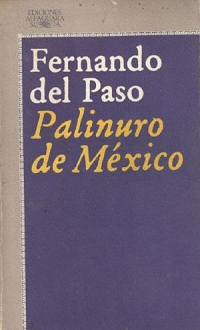 EDICIONES
ALFAGUARA
Fernando
del Paso
Palinuro
de México